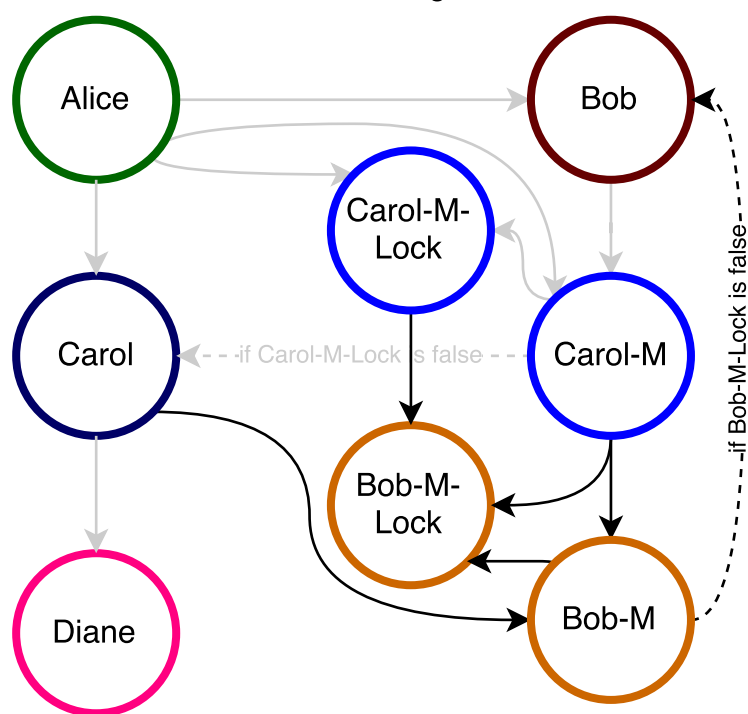 Alice
Bob
Carol-M-
Lock
Carol
if Carol-M-Lock is false
Carol-M
if Bob-M-Lock is false
Bob-M-
Lock
Diane
Bob-M